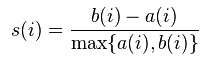 s(i) = \frac{b(i) - a(i)}{\max\{a(i), b(i)\}}